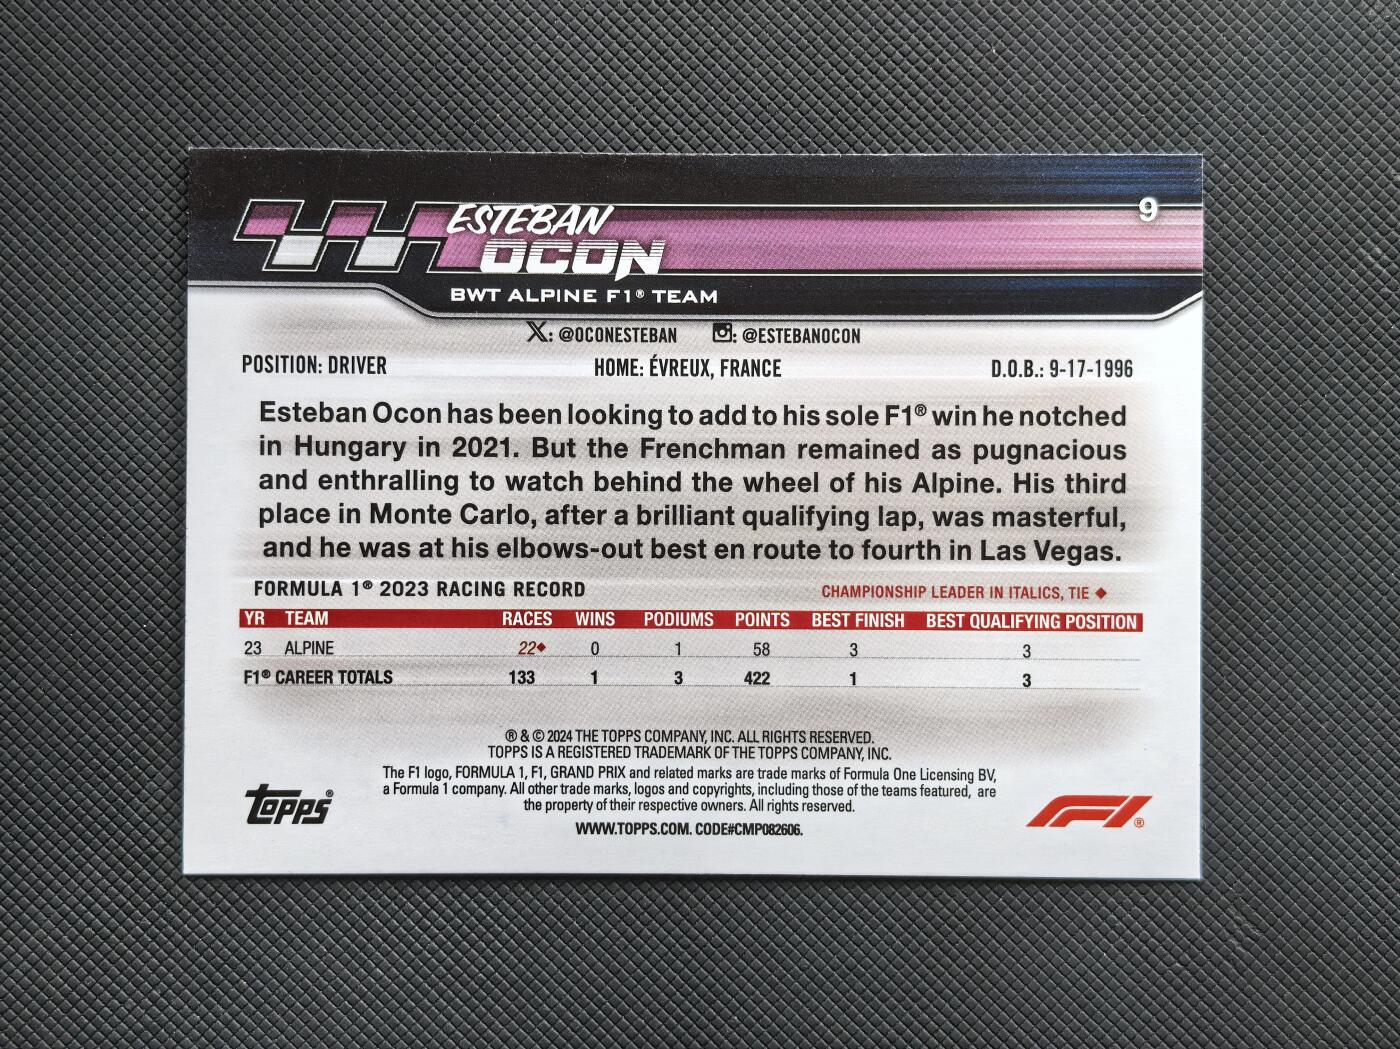 9
ESTEBAN
OCON
BWT ALPINE F1® TEAM
X: @OCONESTEBAN : @ESTEBANOCON
POSITION: DRIVER HOME: ÉVREUX, FRANCE D.O.B.: 9-17-1996
Esteban Ocon has been looking to add to his sole F1® win he notched
in Hungary in 2021. But the Frenchman remained as pugnacious
and enthralling to watch behind the wheel of his Alpine. His third
place in Monte Carlo, after a brilliant qualifying lap, was masterful,
and he was at his elbows-out best en route to fourth in Las Vegas.
FORMULA 1® 2023 RACING RECORD CHAMPIONSHIP LEADER IN ITALICS, TIE ◆
YR TEAM RACES WINS PODIUMS POINTS BEST FINISH BEST QUALIFYING POSITION
23 ALPINE 22◆ 0 1 58 3 3
F1® CAREER TOTALS 133 1 3 422 1 3
® & © 2024 THE TOPPS COMPANY, INC. ALL RIGHTS RESERVED.
TOPPS IS A REGISTERED TRADEMARK OF THE TOPPS COMPANY, INC.
The F1 logo, FORMULA 1, F1, GRAND PRIX and related marks are trade marks of Formula One Licensing BV,
a Formula 1 company. All other trade marks, logos and copyrights, including those of the teams featured, are
the property of their respective owners. All rights reserved.
WWW.TOPPS.COM. CODE#CMP082606.
Topps®
F1®